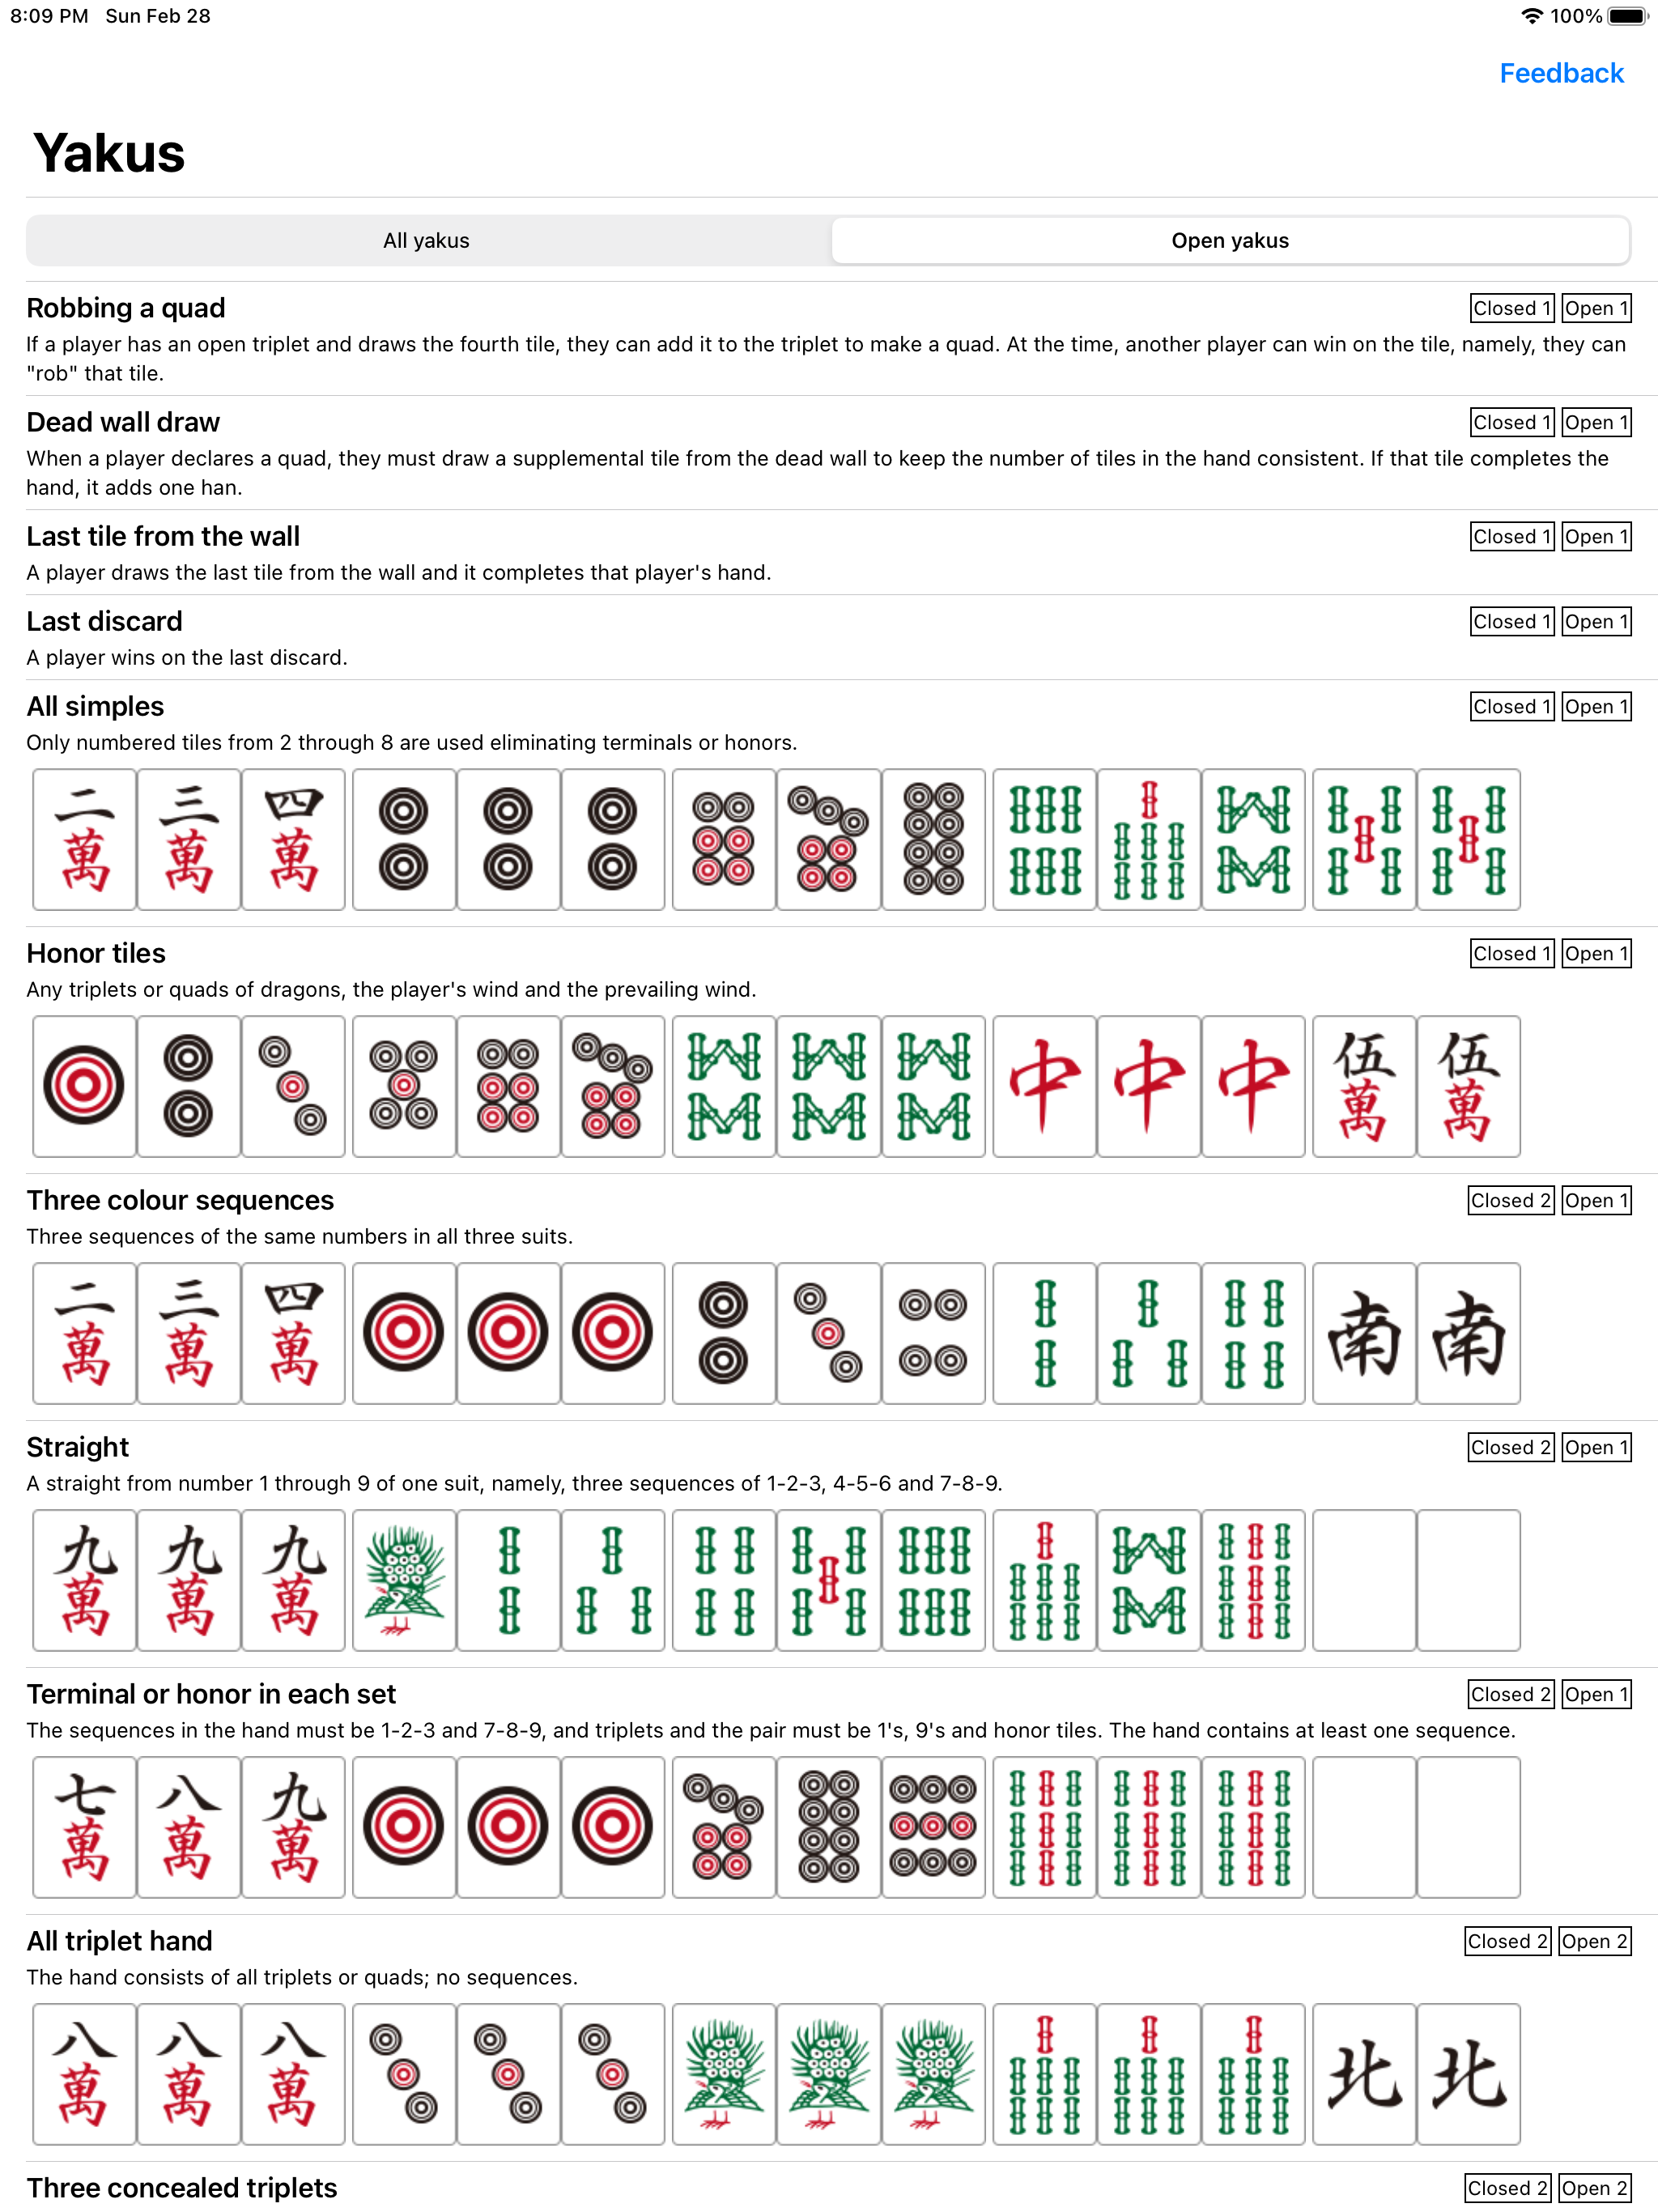 8:09 PM Sun Feb 28 100%
Feedback
Yakus
All yakus Open yakus
Robbing a quad Closed 1 Open 1
If a player has an open triplet and draws the fourth tile, they can add it to the triplet to make a quad. At the time, another player can win on the tile, namely, they can
"rob" that tile.
Dead wall draw Closed 1 Open 1
When a player declares a quad, they must draw a supplemental tile from the dead wall to keep the number of tiles in the hand consistent. If that tile completes the
hand, it adds one han.
Last tile from the wall Closed 1 Open 1
A player draws the last tile from the wall and it completes that player's hand.
Last discard Closed 1 Open 1
A player wins on the last discard.
All simples Closed 1 Open 1
Only numbered tiles from 2 through 8 are used eliminating terminals or honors.
二萬 三萬 四萬
Honor tiles Closed 1 Open 1
Any triplets or quads of dragons, the player's wind and the prevailing wind.
中 中 中 伍萬 伍萬
Three colour sequences Closed 2 Open 1
Three sequences of the same numbers in all three suits.
二萬 三萬 四萬 南 南
Straight Closed 2 Open 1
A straight from number 1 through 9 of one suit, namely, three sequences of 1-2-3, 4-5-6 and 7-8-9.
九萬 九萬 九萬
Terminal or honor in each set Closed 2 Open 1
The sequences in the hand must be 1-2-3 and 7-8-9, and triplets and the pair must be 1's, 9's and honor tiles. The hand contains at least one sequence.
七萬 八萬 九萬
All triplet hand Closed 2 Open 2
The hand consists of all triplets or quads; no sequences.
八萬 八萬 八萬 北 北
Three concealed triplets Closed 2 Open 2